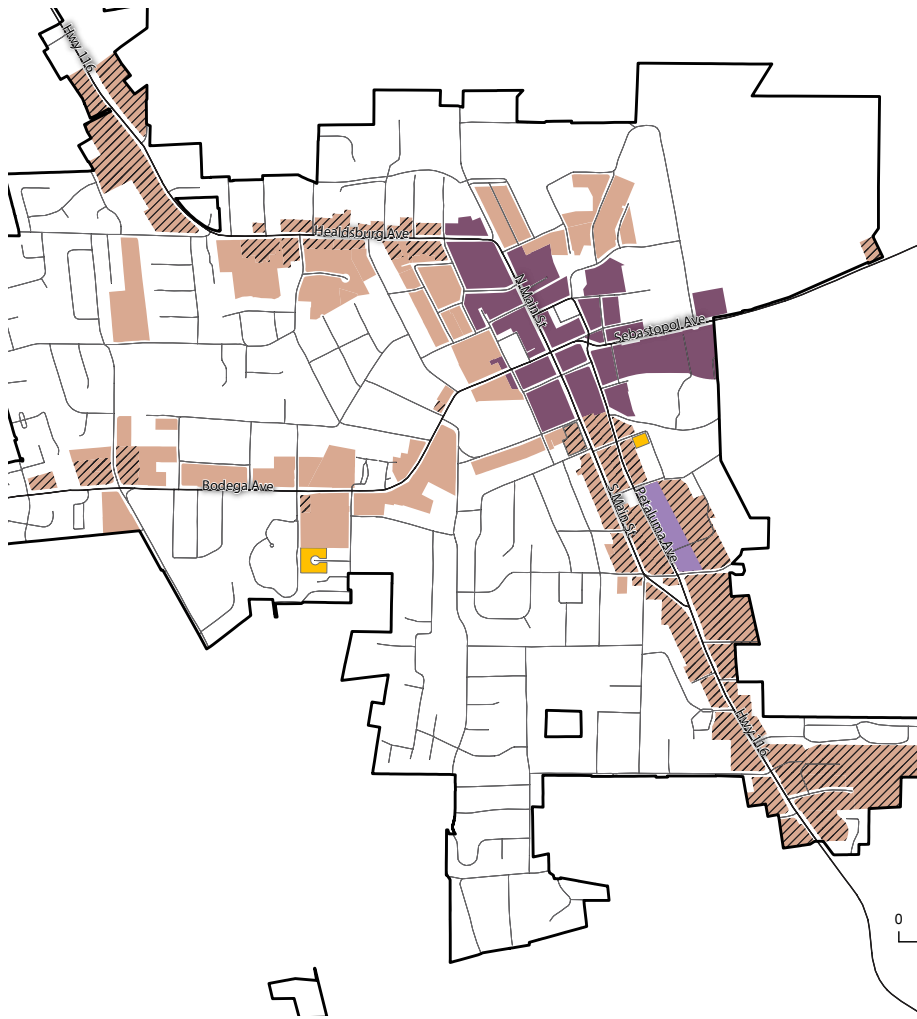 Hwy 116
Healdsburg Ave
N Main St
Sebastopol Ave
Bodega Ave
S Main St
Petaluma Ave
Hwy 116
0